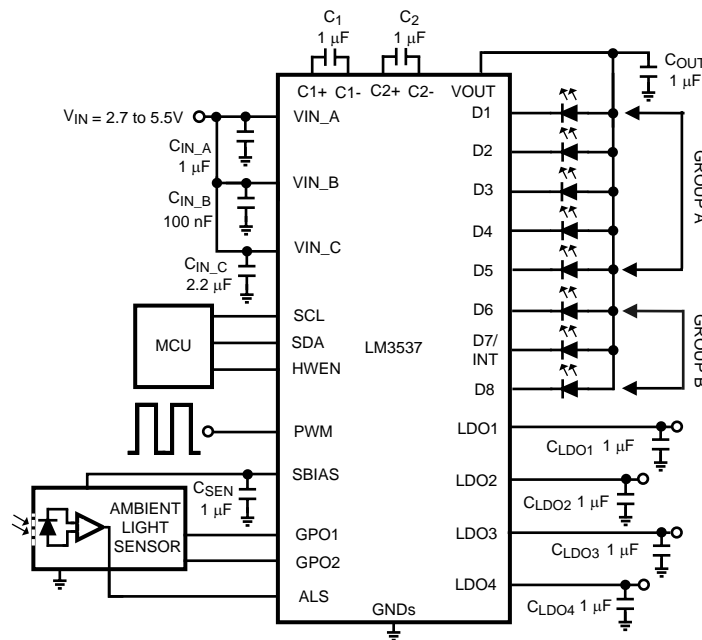 C1
1 µF
C2
1 µF
COUT
1 µF
C1+ C1- C2+ C2- VOUT
VIN = 2.7 to 5.5V
VIN_A
CIN_A
1 µF
VIN_B
CIN_B
100 nF
VIN_C
CIN_C
2.2 µF
MCU
SCL
SDA
HWEN
PWM
SBIAS
CSEN
1 µF
AMBIENT
LIGHT
SENSOR
GPO1
GPO2
ALS
LM3537
GNDs
D1
D2
D3
D4
D5
D6
D7/
INT
D8
GROUP A
GROUP B
LDO1
CLDO1 1 µF
LDO2
CLDO2 1 µF
LDO3
CLDO3 1 µF
LDO4
CLDO4 1 µF